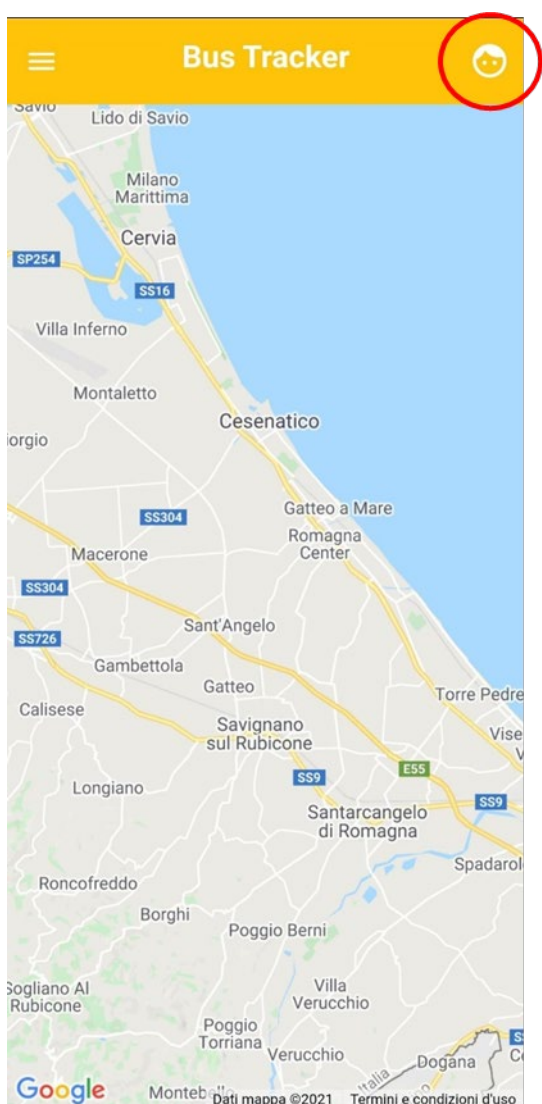 Bus Tracker
Savio
Lido di Savio
Milano
Marittima
Cervia
SP254
SS16
Villa Inferno
Montaletto
Cesenatico
iorgio
Gatteo a Mare
SS304
Romagna
Center
Macerone
SS304
Sant'Angelo
SS726
Gambettola
Gatteo
Torre Pedre
Calisese
Savignano
sul Rubicone
Vise
V
E55
SS9
Longiano
SS9
Santarcangelo
di Romagna
Spadarol
Roncofreddo
Borghi
Poggio Berni
Sogliano Al
Rubicone
Villa
Verucchio
Poggio
Torriana
Verucchio
Italia
Dogana
Google
Dati mappa ©2021 Termini e condizioni d'uso